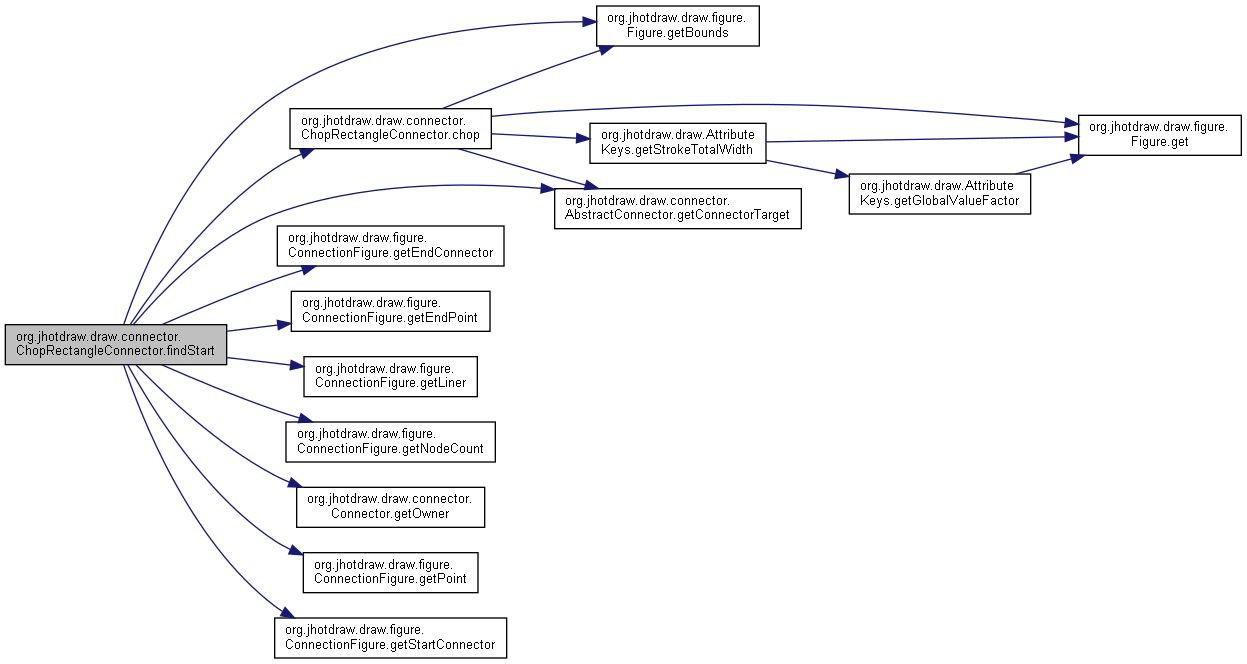 org.jhotdraw.draw.figure.
Figure.getBounds
org.jhotdraw.draw.connector.
ChopRectangleConnector.chop
org.jhotdraw.draw.Attribute
Keys.getStrokeTotalWidth
org.jhotdraw.draw.figure.
Figure.get
org.jhotdraw.draw.Attribute
Keys.getGlobalValueFactor
org.jhotdraw.draw.connector.
AbstractConnector.getConnectorTarget
org.jhotdraw.draw.figure.
ConnectionFigure.getEndConnector
org.jhotdraw.draw.figure.
ConnectionFigure.getEndPoint
org.jhotdraw.draw.connector.
ChopRectangleConnector.findStart
org.jhotdraw.draw.figure.
ConnectionFigure.getLiner
org.jhotdraw.draw.figure.
ConnectionFigure.getNodeCount
org.jhotdraw.draw.connector.
Connector.getOwner
org.jhotdraw.draw.figure.
ConnectionFigure.getPoint
org.jhotdraw.draw.figure.
ConnectionFigure.getStartConnector